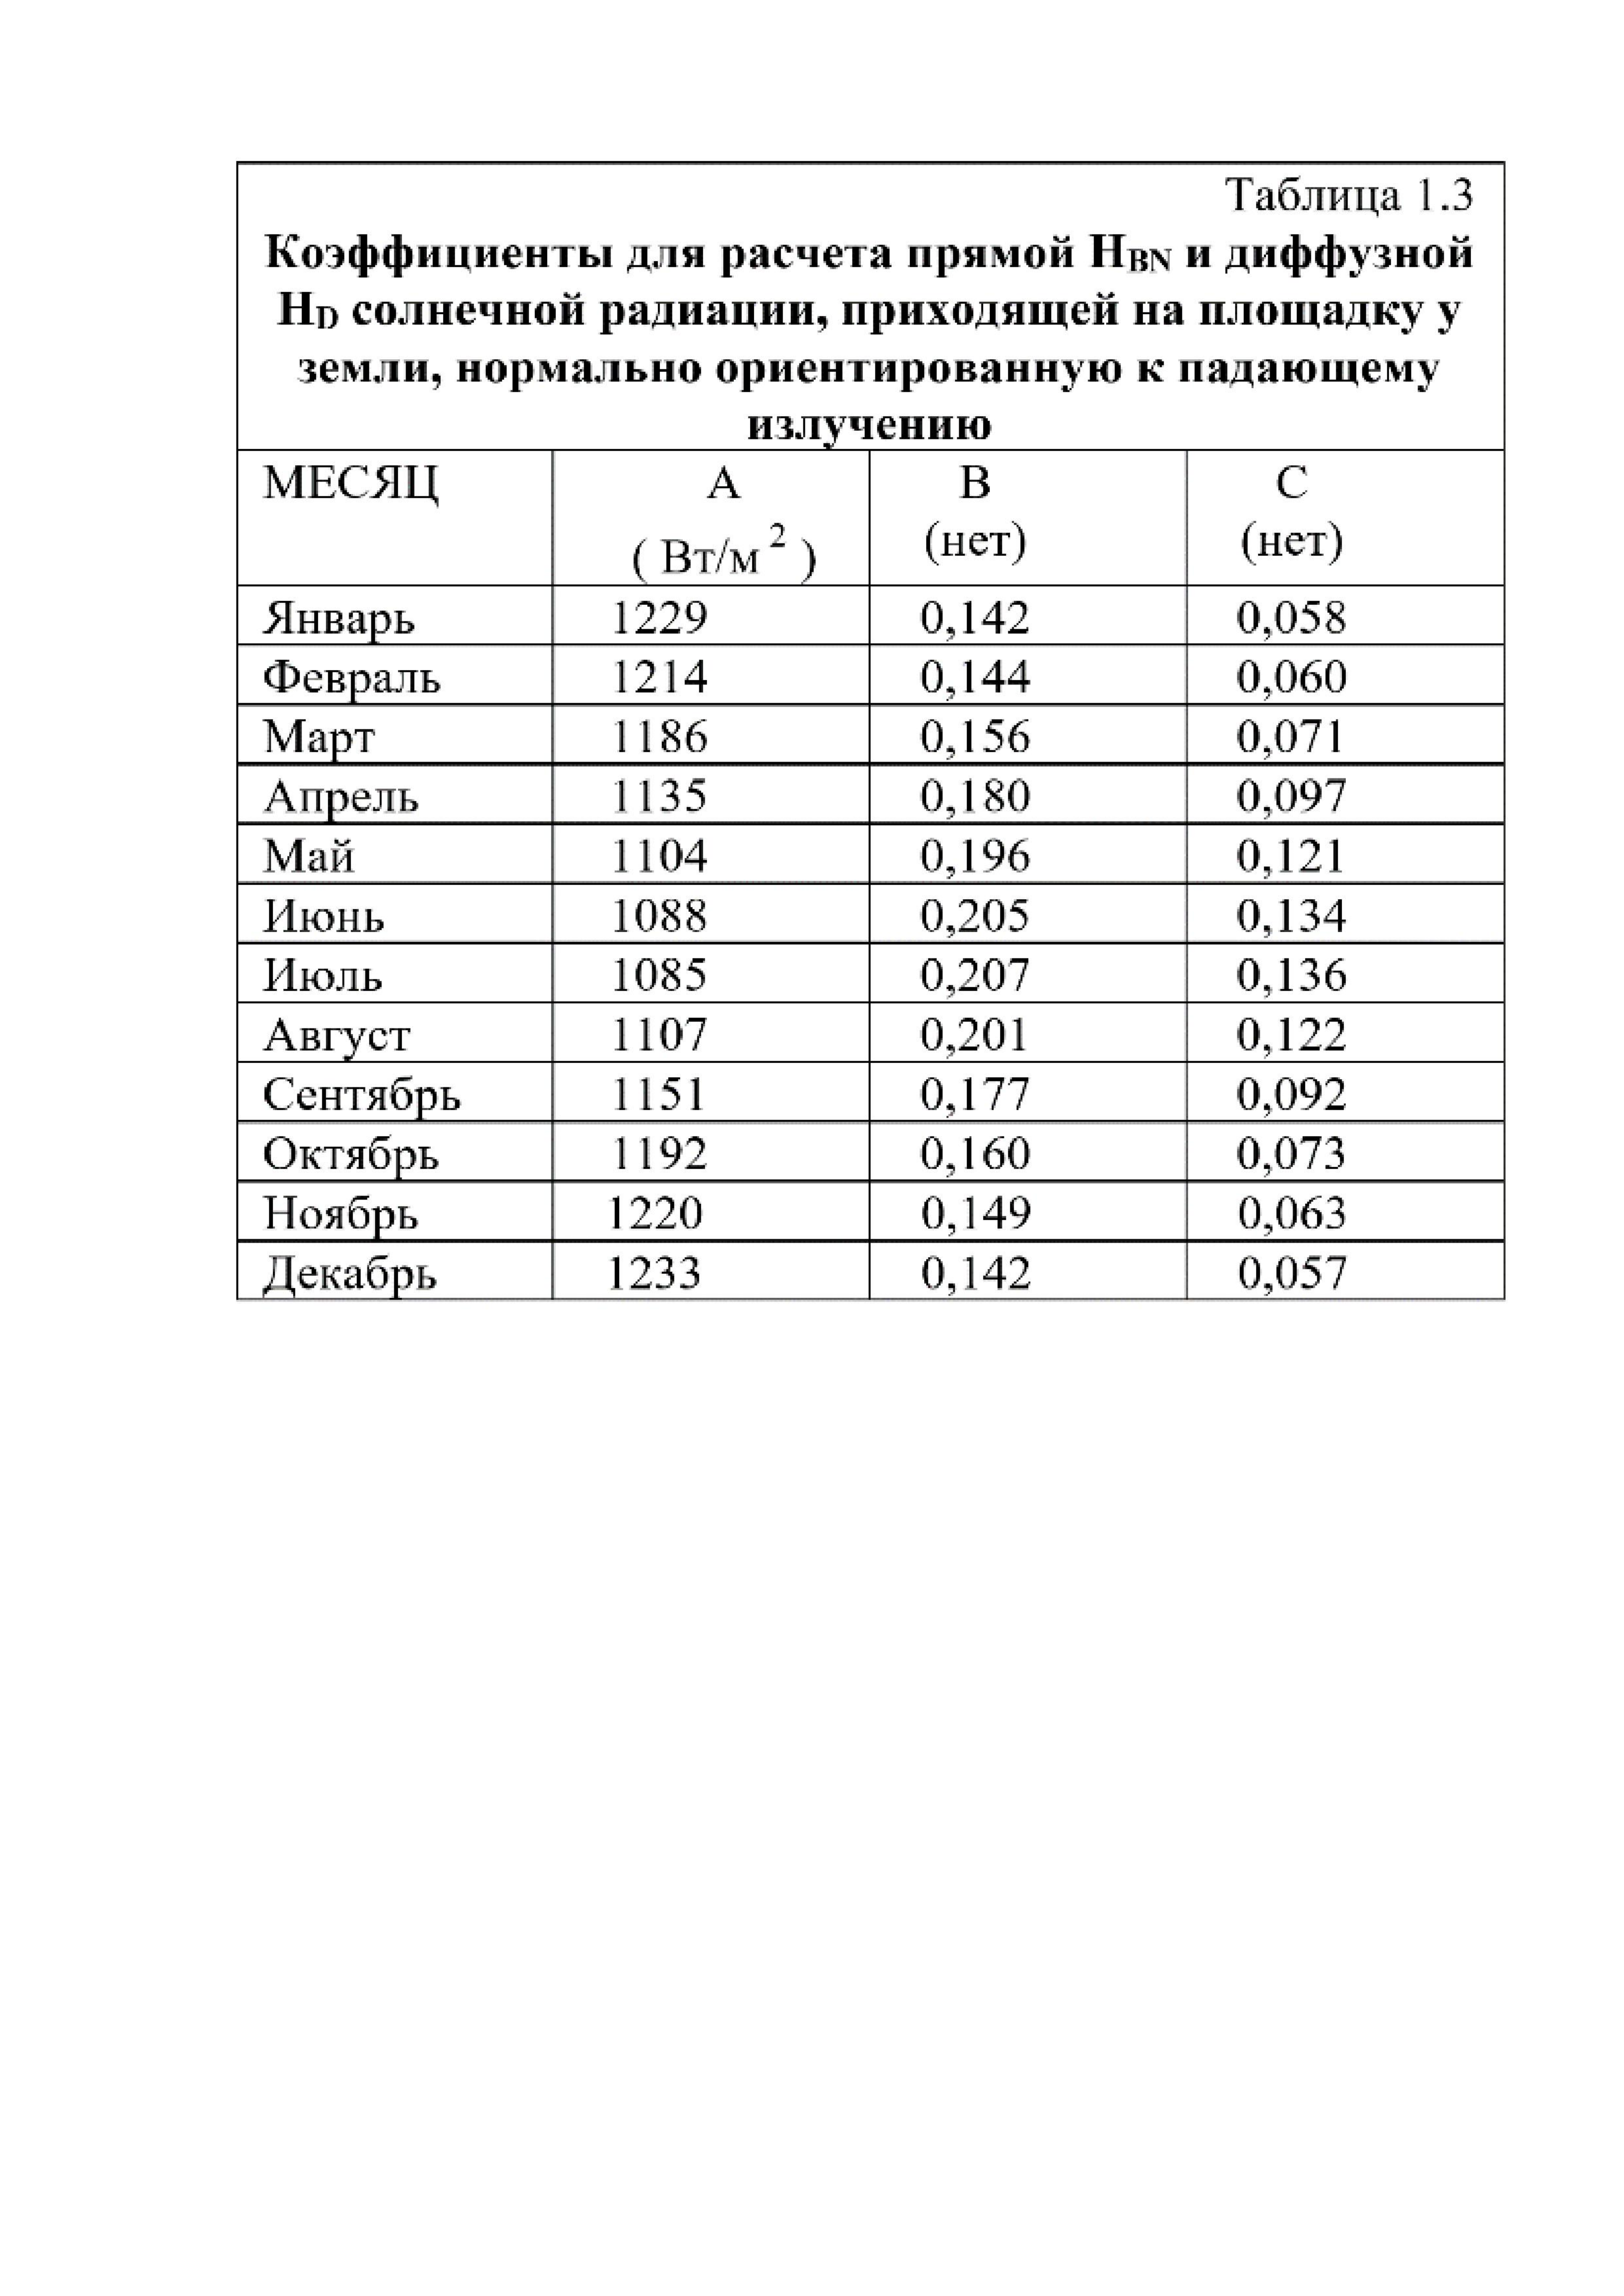 Таблица 1.3
Коэффициенты для расчета прямой HBN и диффузной
HD солнечной радиации, приходящей на площадку у
земли, нормально ориентированную к падающему
излучению
МЕСЯЦ A B C
( Вт/м 2 ) (нет) (нет)
Январь 1229 0,142 0,058
Февраль 1214 0,144 0,060
Март 1186 0,156 0,071
Апрель 1135 0,180 0,097
Май 1104 0,196 0,121
Июнь 1088 0,205 0,134
Июль 1085 0,207 0,136
Август 1107 0,201 0,122
Сентябрь 1151 0,177 0,092
Октябрь 1192 0,160 0,073
Ноябрь 1220 0,149 0,063
Декабрь 1233 0,142 0,057